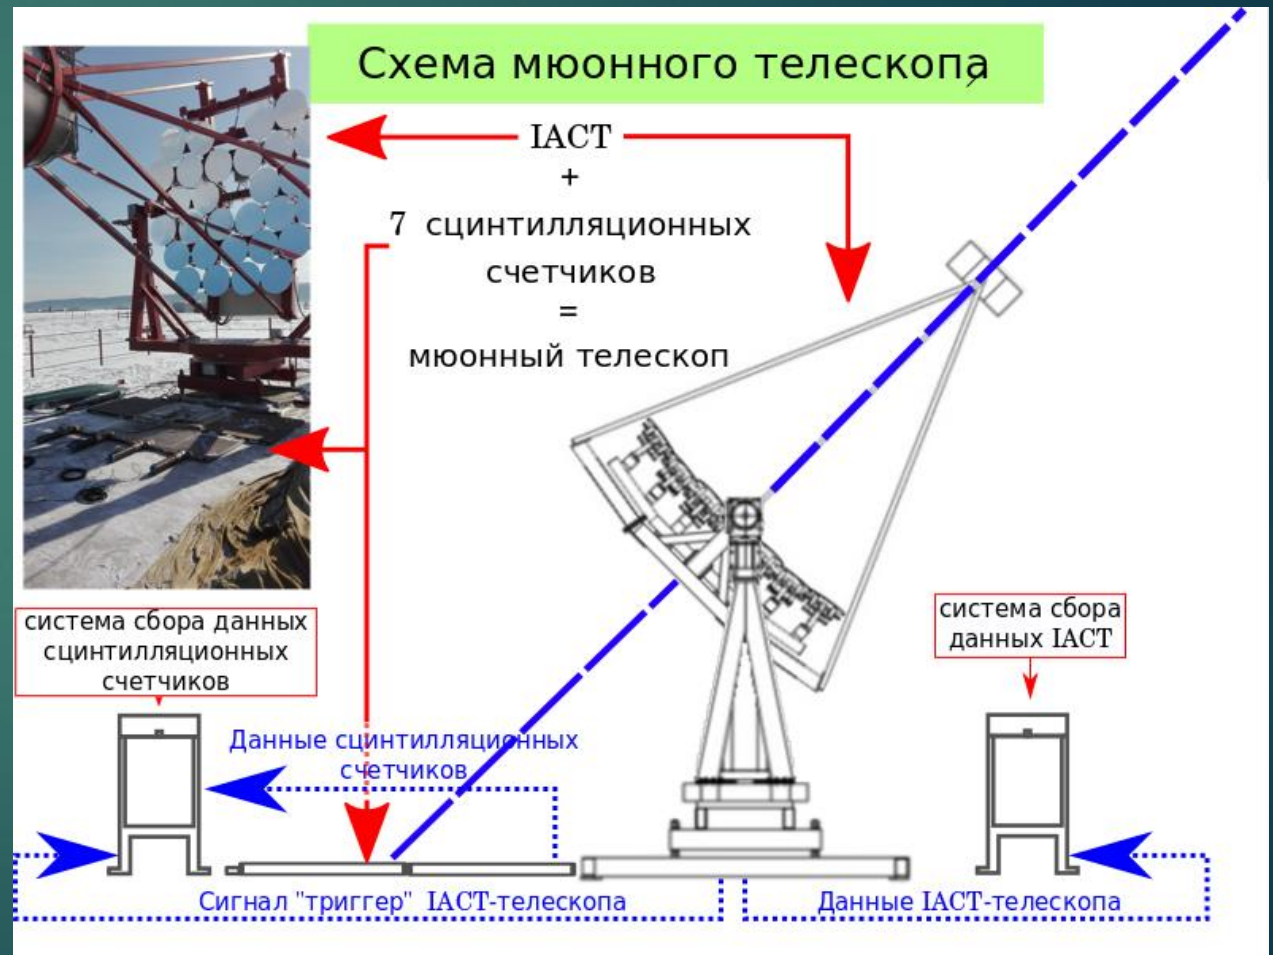 Схема мюонного телескопа
IACT
+
7 сцинтилляционных
счетчиков
=
мюонный телескоп
система сбора данных
сцинтилляционных
счетчиков
система сбора
данных IACT
Данные сцинтилляционных
счетчиков
Сигнал "триггер" IACT-телескопа
Данные IACT-телескопа